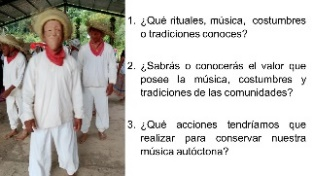 1. ¿Qué rituales, música, costumbres
o tradiciones conoces?
2. ¿Sabrás o conocerás el valor que
posee la música, costumbres y
tradiciones de las comunidades?
3. ¿Qué acciones tendríamos que
realizar para conservar nuestra
música autóctona?